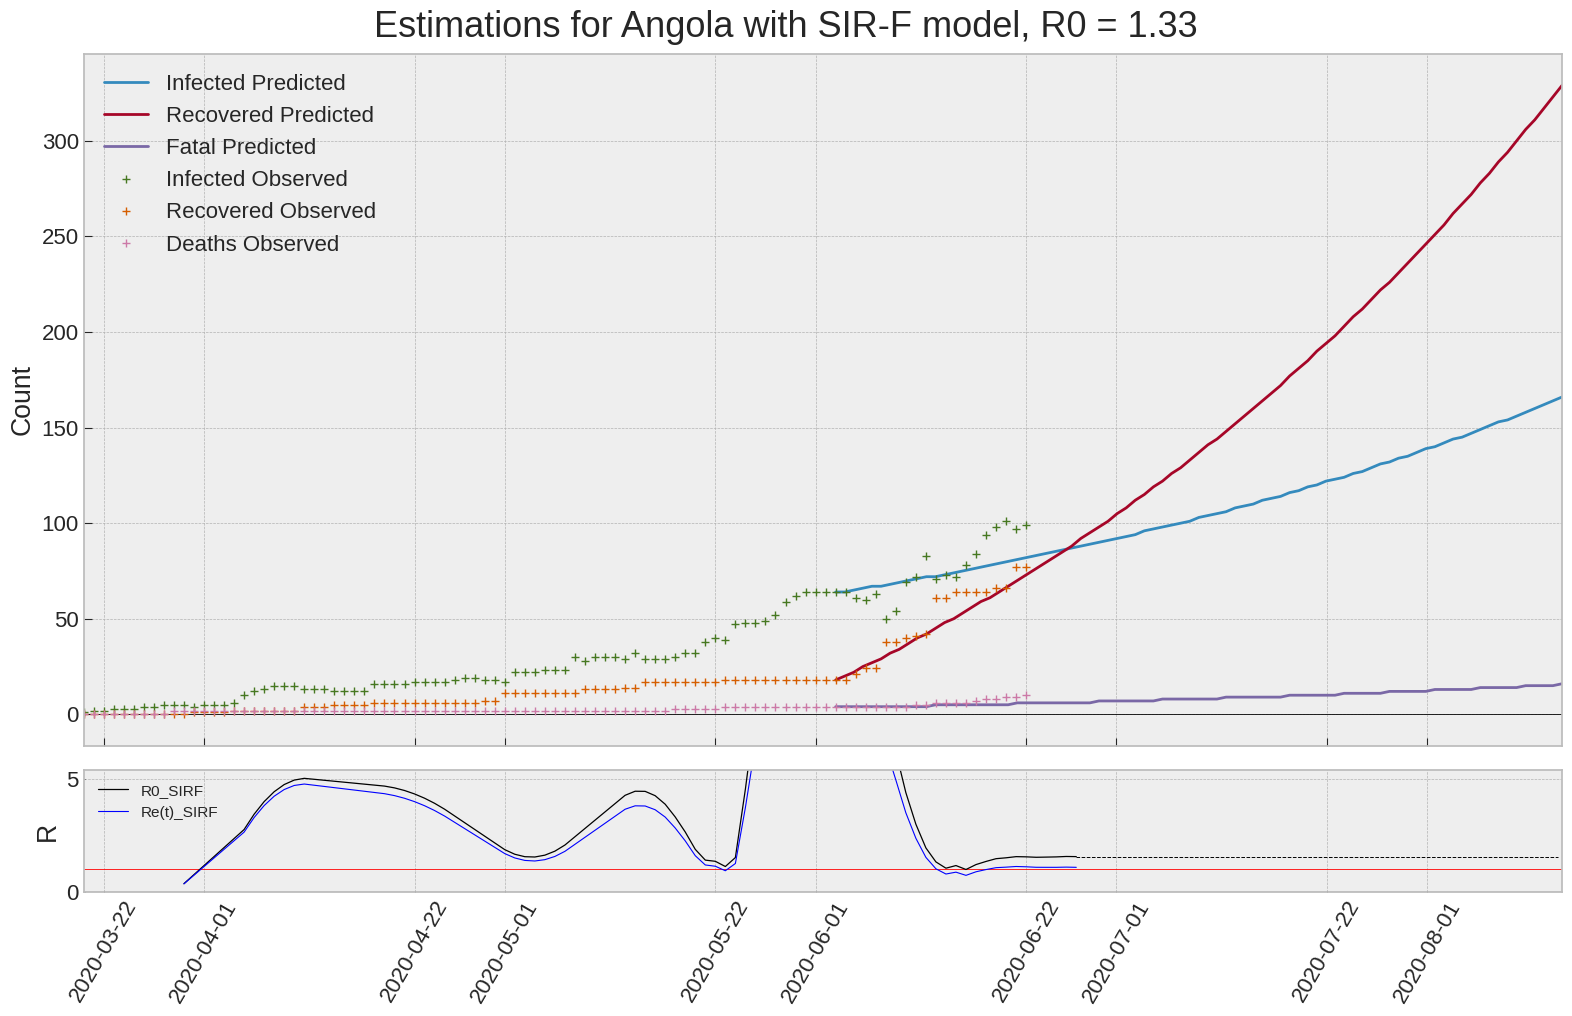 Estimations for Angola with SIR-F model, R0 = 1.33
Infected Predicted
Recovered Predicted
Fatal Predicted
Infected Observed
Recovered Observed
Deaths Observed
300
250
200
150
100
50
0
Count
R0_SIRF
Re(t)_SIRF
5
0
R
2020-03-22
2020-04-01
2020-04-22
2020-05-01
2020-05-22
2020-06-01
2020-06-22
2020-07-01
2020-07-22
2020-08-01